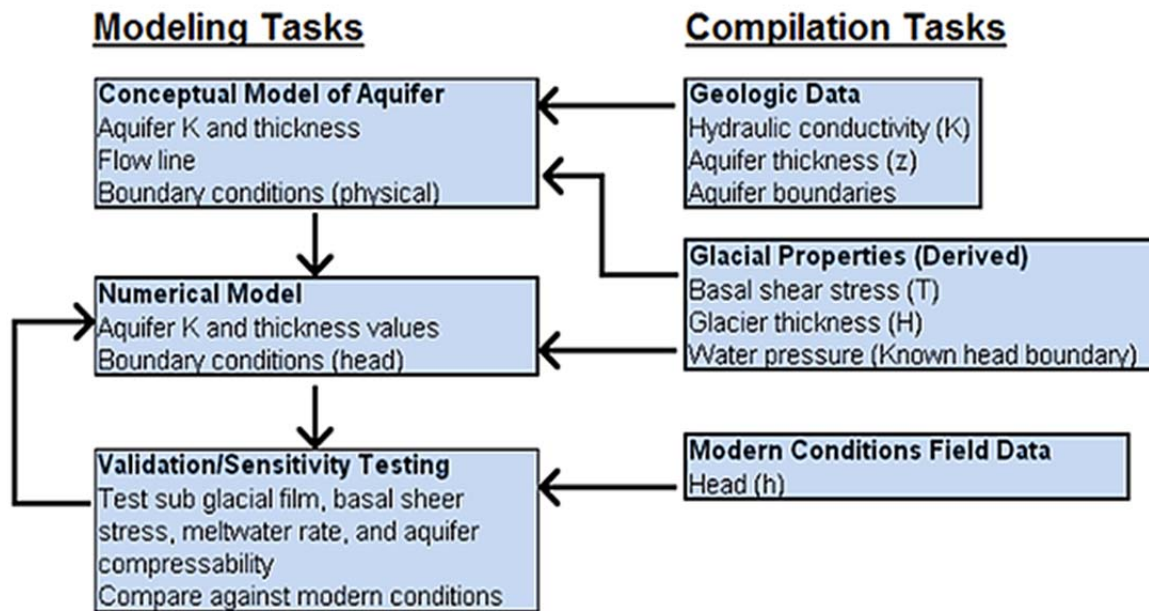 Modeling Tasks
Conceptual Model of Aquifer
Aquifer K and thickness
Flow line
Boundary conditions (physical)
Numerical Model
Aquifer K and thickness values
Boundary conditions (head)
Validation/Sensitivity Testing
Test sub glacial film, basal sheer
stress, meltwater rate, and aquifer
compressability
Compare against modern conditions
Compilation Tasks
Geologic Data
Hydraulic conductivity (K)
Aquifer thickness (z)
Aquifer boundaries
Glacial Properties (Derived)
Basal shear stress (T)
Glacier thickness (H)
Water pressure (Known head boundary)
Modern Conditions Field Data
Head (h)